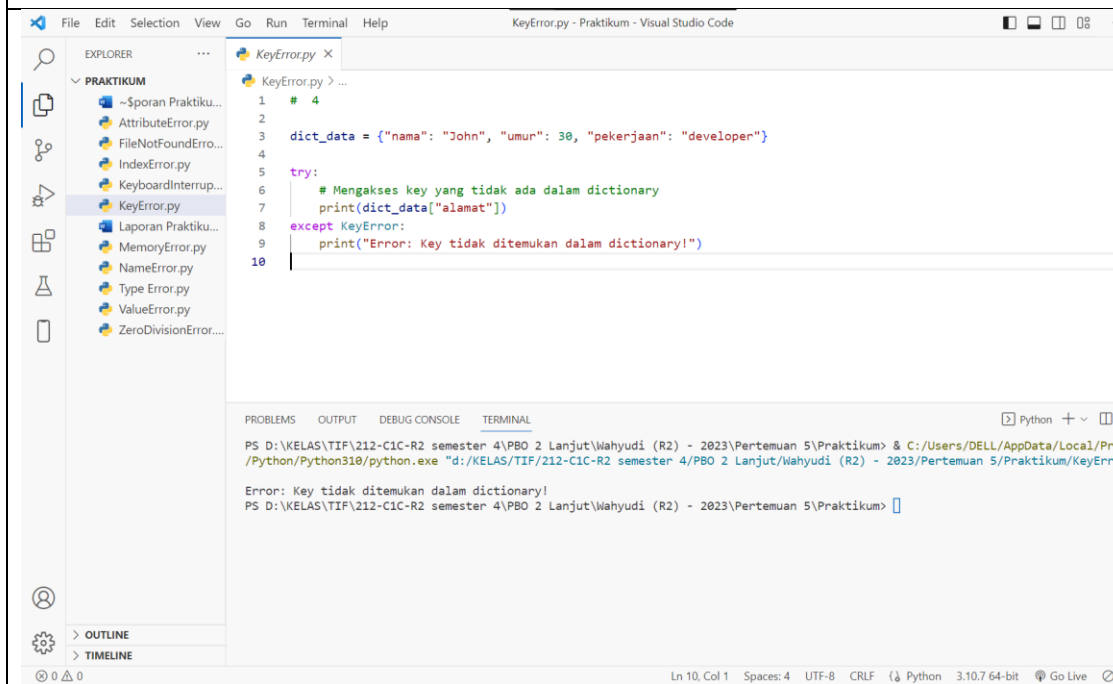 File Edit Selection View Go Run Terminal Help KeyError.py - Praktikum - Visual Studio Code
EXPLORER ...
PRAKTIKUM
~$poran Praktiku...
AttributeError.py
FileNotFoundErro...
IndexError.py
KeyboardInterrup...
KeyError.py
Laporan Praktiku...
MemoryError.py
NameError.py
Type Error.py
ValueError.py
ZeroDivisionError....
OUTLINE
TIMELINE
KeyError.py ×
KeyError.py > ...
1 # 4
2
3 dict_data = {"nama": "John", "umur": 30, "pekerjaan": "developer"}
4
5 try:
6     # Mengakses key yang tidak ada dalam dictionary
7     print(dict_data["alamat"])
8 except KeyError:
9     print("Error: Key tidak ditemukan dalam dictionary!")
10
PROBLEMS OUTPUT DEBUG CONSOLE TERMINAL Python
PS D:\KELAS\TIF\212-C1C-R2 semester 4\PBO 2 Lanjut\Wahyudi (R2) - 2023\Pertemuan 5\Praktikum> & C:/Users/DELL/AppData/Local/Pr
/Python/Python310/python.exe "d:/KELAS/TIF/212-C1C-R2 semester 4/PBO 2 Lanjut/Wahyudi (R2) - 2023/Pertemuan 5/Praktikum/KeyErr
Error: Key tidak ditemukan dalam dictionary!
PS D:\KELAS\TIF\212-C1C-R2 semester 4\PBO 2 Lanjut\Wahyudi (R2) - 2023\Pertemuan 5\Praktikum>
0 0 Ln 10, Col 1 Spaces: 4 UTF-8 CRLF Python 3.10.7 64-bit Go Live